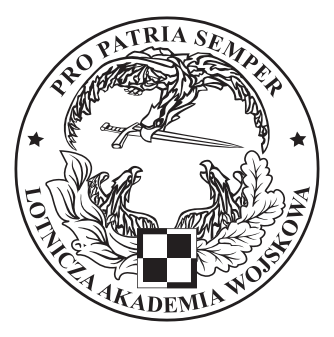 PRO PATRIA SEMPER
LOTNICZA AKADEMIA WOJSKOWA